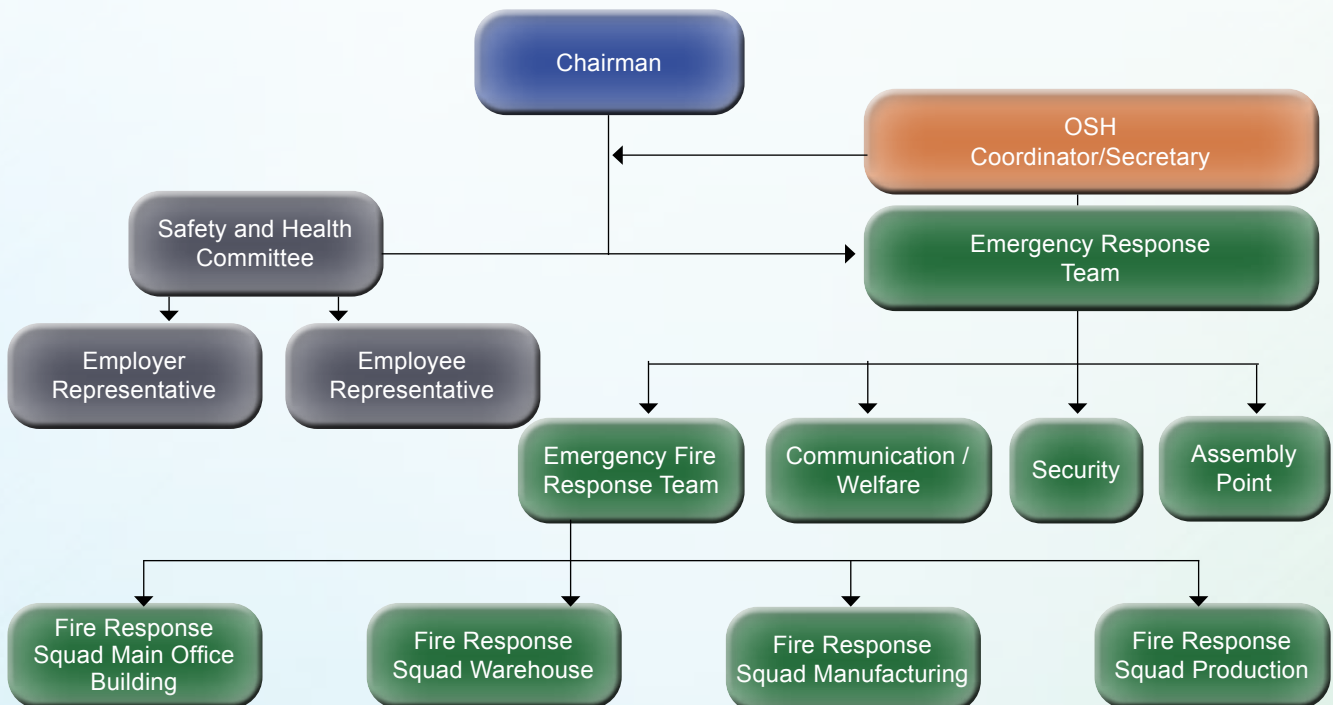 Chairman
OSH
Coordinator/Secretary
Safety and Health
Committee
Emergency Response
Team
Employer
Representative
Employee
Representative
Emergency Fire
Response Team
Communication /
Welfare
Security
Assembly
Point
Fire Response
Squad Main Office
Building
Fire Response
Squad Warehouse
Fire Response
Squad Manufacturing
Fire Response
Squad Production